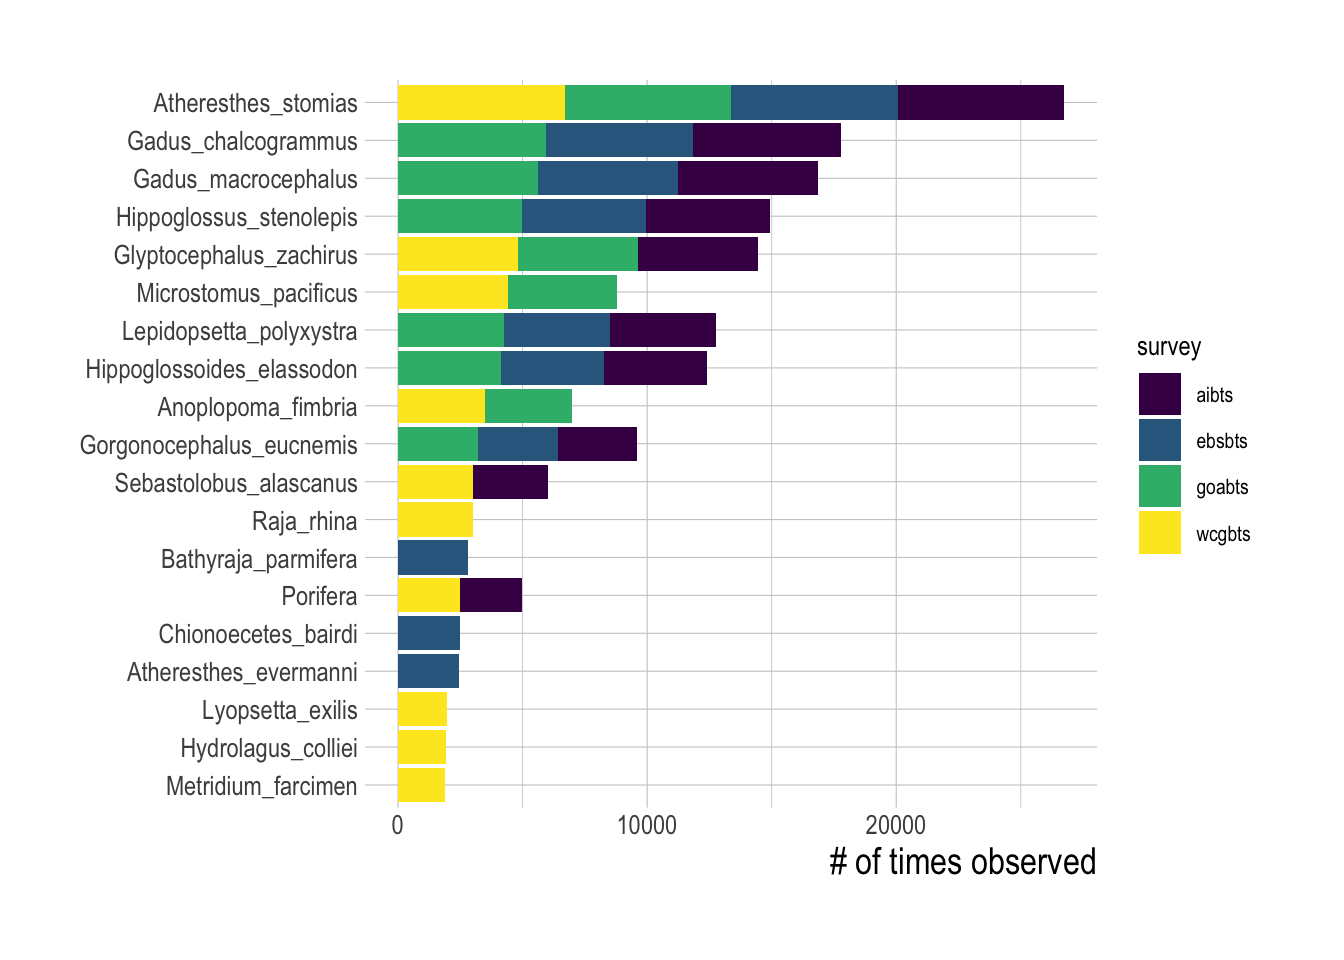 Atheresthes_stomias
Gadus_chalcogrammus
Gadus_macrocephalus
Hippoglossus_stenolepis
Glyptocephalus_zachirus
Microstomus_pacificus
Lepidopsetta_polyxystra
Hippoglossoides_elassodon
Anoplopoma_fimbria
Gorgonocephalus_eucnemis
Sebastolobus_alascanus
Raja_rhina
Bathyraja_parmifera
Porifera
Chionoecetes_bairdi
Atheresthes_evermanni
Lyopsetta_exilis
Hydrolagus_colliei
Metridium_farcimen
0 10000 20000
# of times observed
survey
aibts
ebsbts
goabts
wcgbts